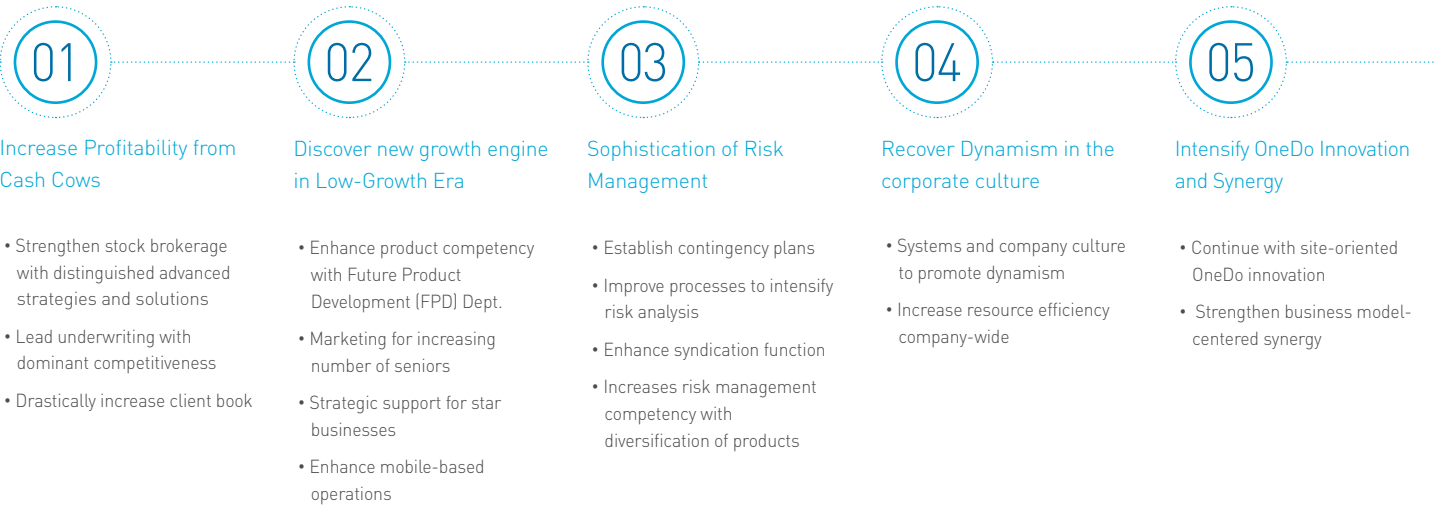 01
Increase Profitability from
Cash Cows
• Strengthen stock brokerage
with distinguished advanced
strategies and solutions
• Lead underwriting with
dominant competitiveness
• Drastically increase client book
02
Discover new growth engine
in Low-Growth Era
• Enhance product competency
with Future Product
Development (FPD) Dept.
• Marketing for increasing
number of seniors
• Strategic support for star
businesses
• Enhance mobile-based
operations
03
Sophistication of Risk
Management
• Establish contingency plans
• Improve processes to intensify
risk analysis
• Enhance syndication function
• Increases risk management
competency with
diversification of products
04
Recover Dynamism in the
corporate culture
• Systems and company culture
to promote dynamism
• Increase resource efficiency
company-wide
05
Intensify OneDo Innovation
and Synergy
• Continue with site-oriented
OneDo innovation
• Strengthen business model-
centered synergy